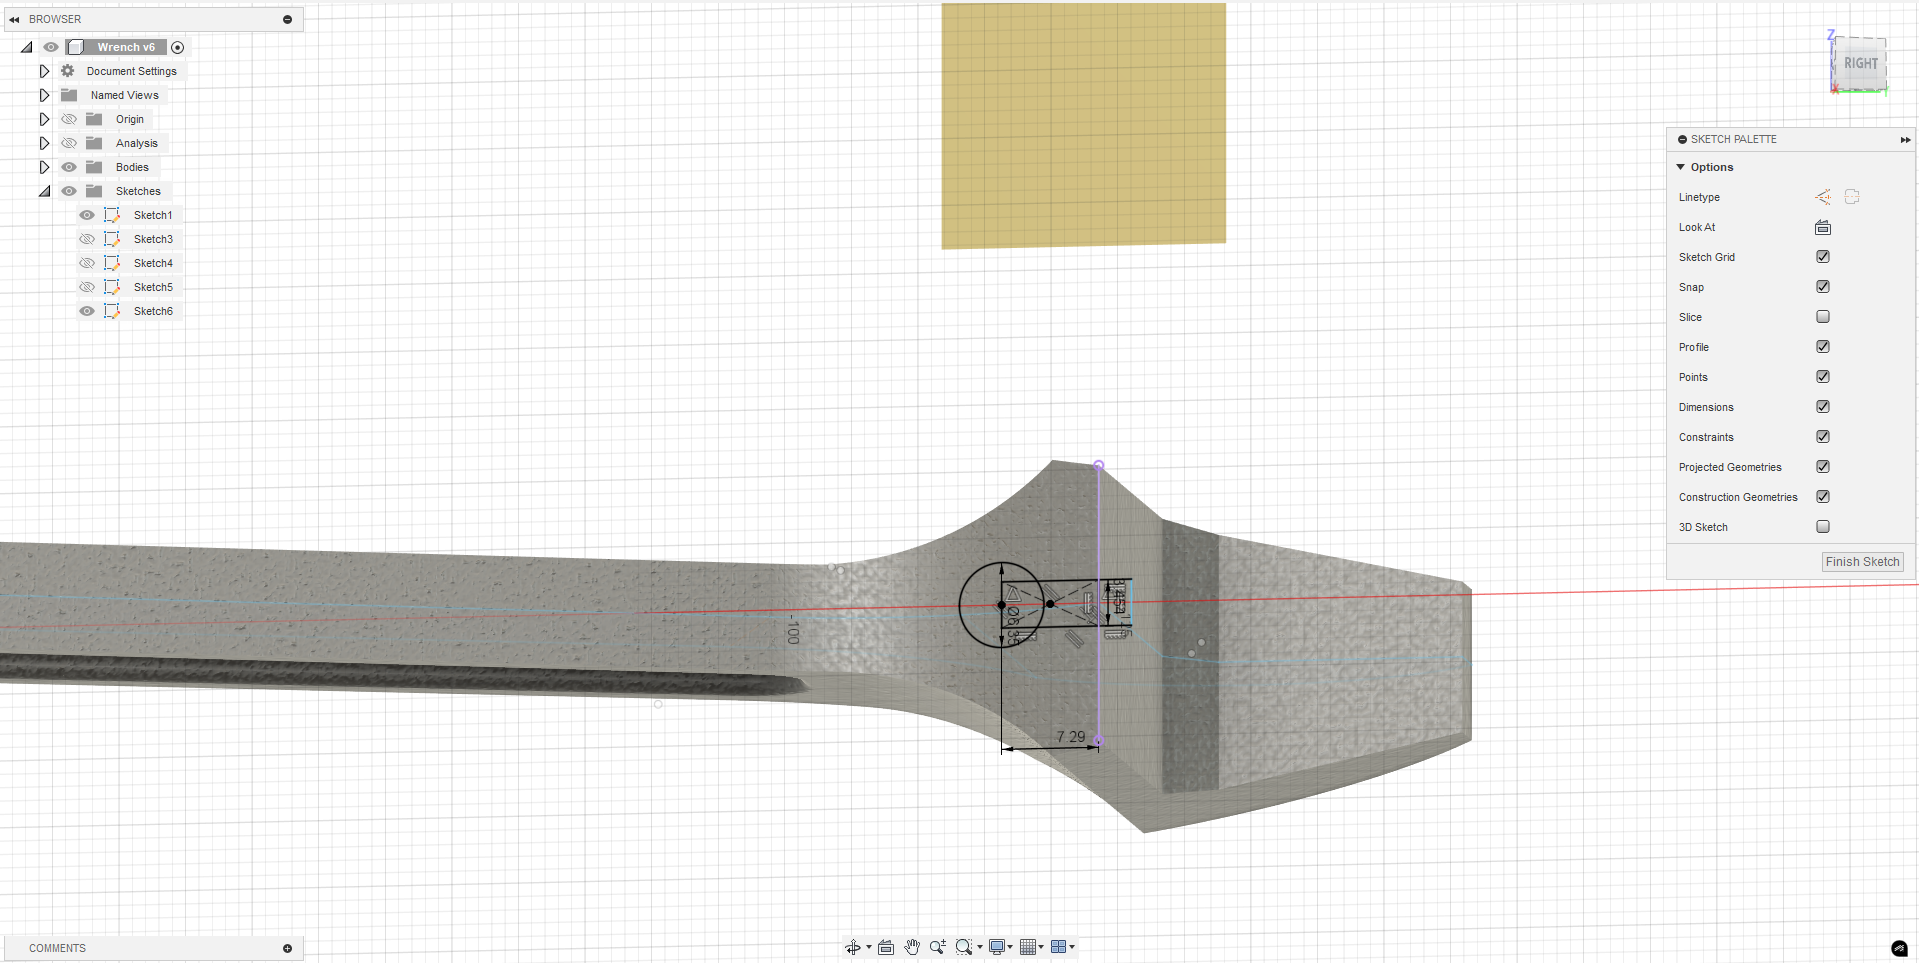 BROWSER
Wrench v6
Document Settings
Named Views
Origin
Analysis
Bodies
Sketches
Sketch1
Sketch3
Sketch4
Sketch5
Sketch6
Z
RIGHT
SKETCH PALETTE
Options
Linetype
Look At
Sketch Grid
Snap
Slice
Profile
Points
Dimensions
Constraints
Projected Geometries
Construction Geometries
3D Sketch
Finish Sketch
-100
7.29
COMMENTS